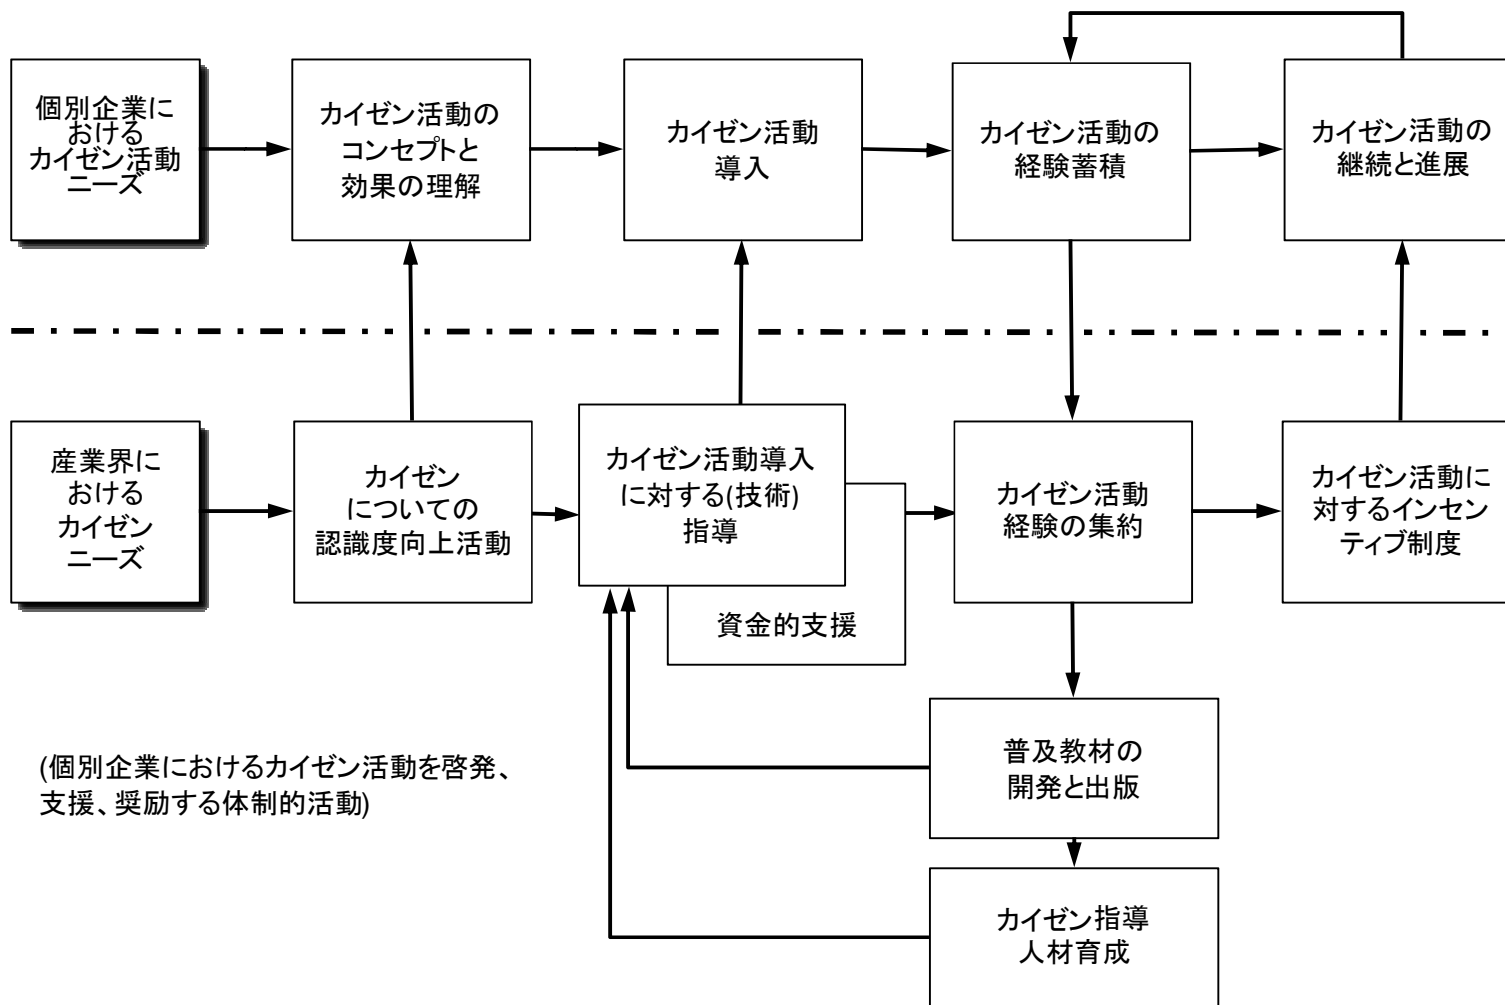 個別企業に
おける
カイゼン活動
ニーズ
カイゼン活動の
コンセプトと
効果の理解
カイゼン活動
導入
カイゼン活動の
経験蓄積
カイゼン活動の
継続と進展
産業界に
おける
カイゼン
ニーズ
カイゼン
についての
認識度向上活動
カイゼン活動導入
に対する(技術)
指導
資金的支援
カイゼン活動
経験の集約
カイゼン活動に
対するインセン
ティブ制度
普及教材の
開発と出版
(個別企業におけるカイゼン活動を啓発、
支援、奨励する体制的活動)
カイゼン指導
人材育成